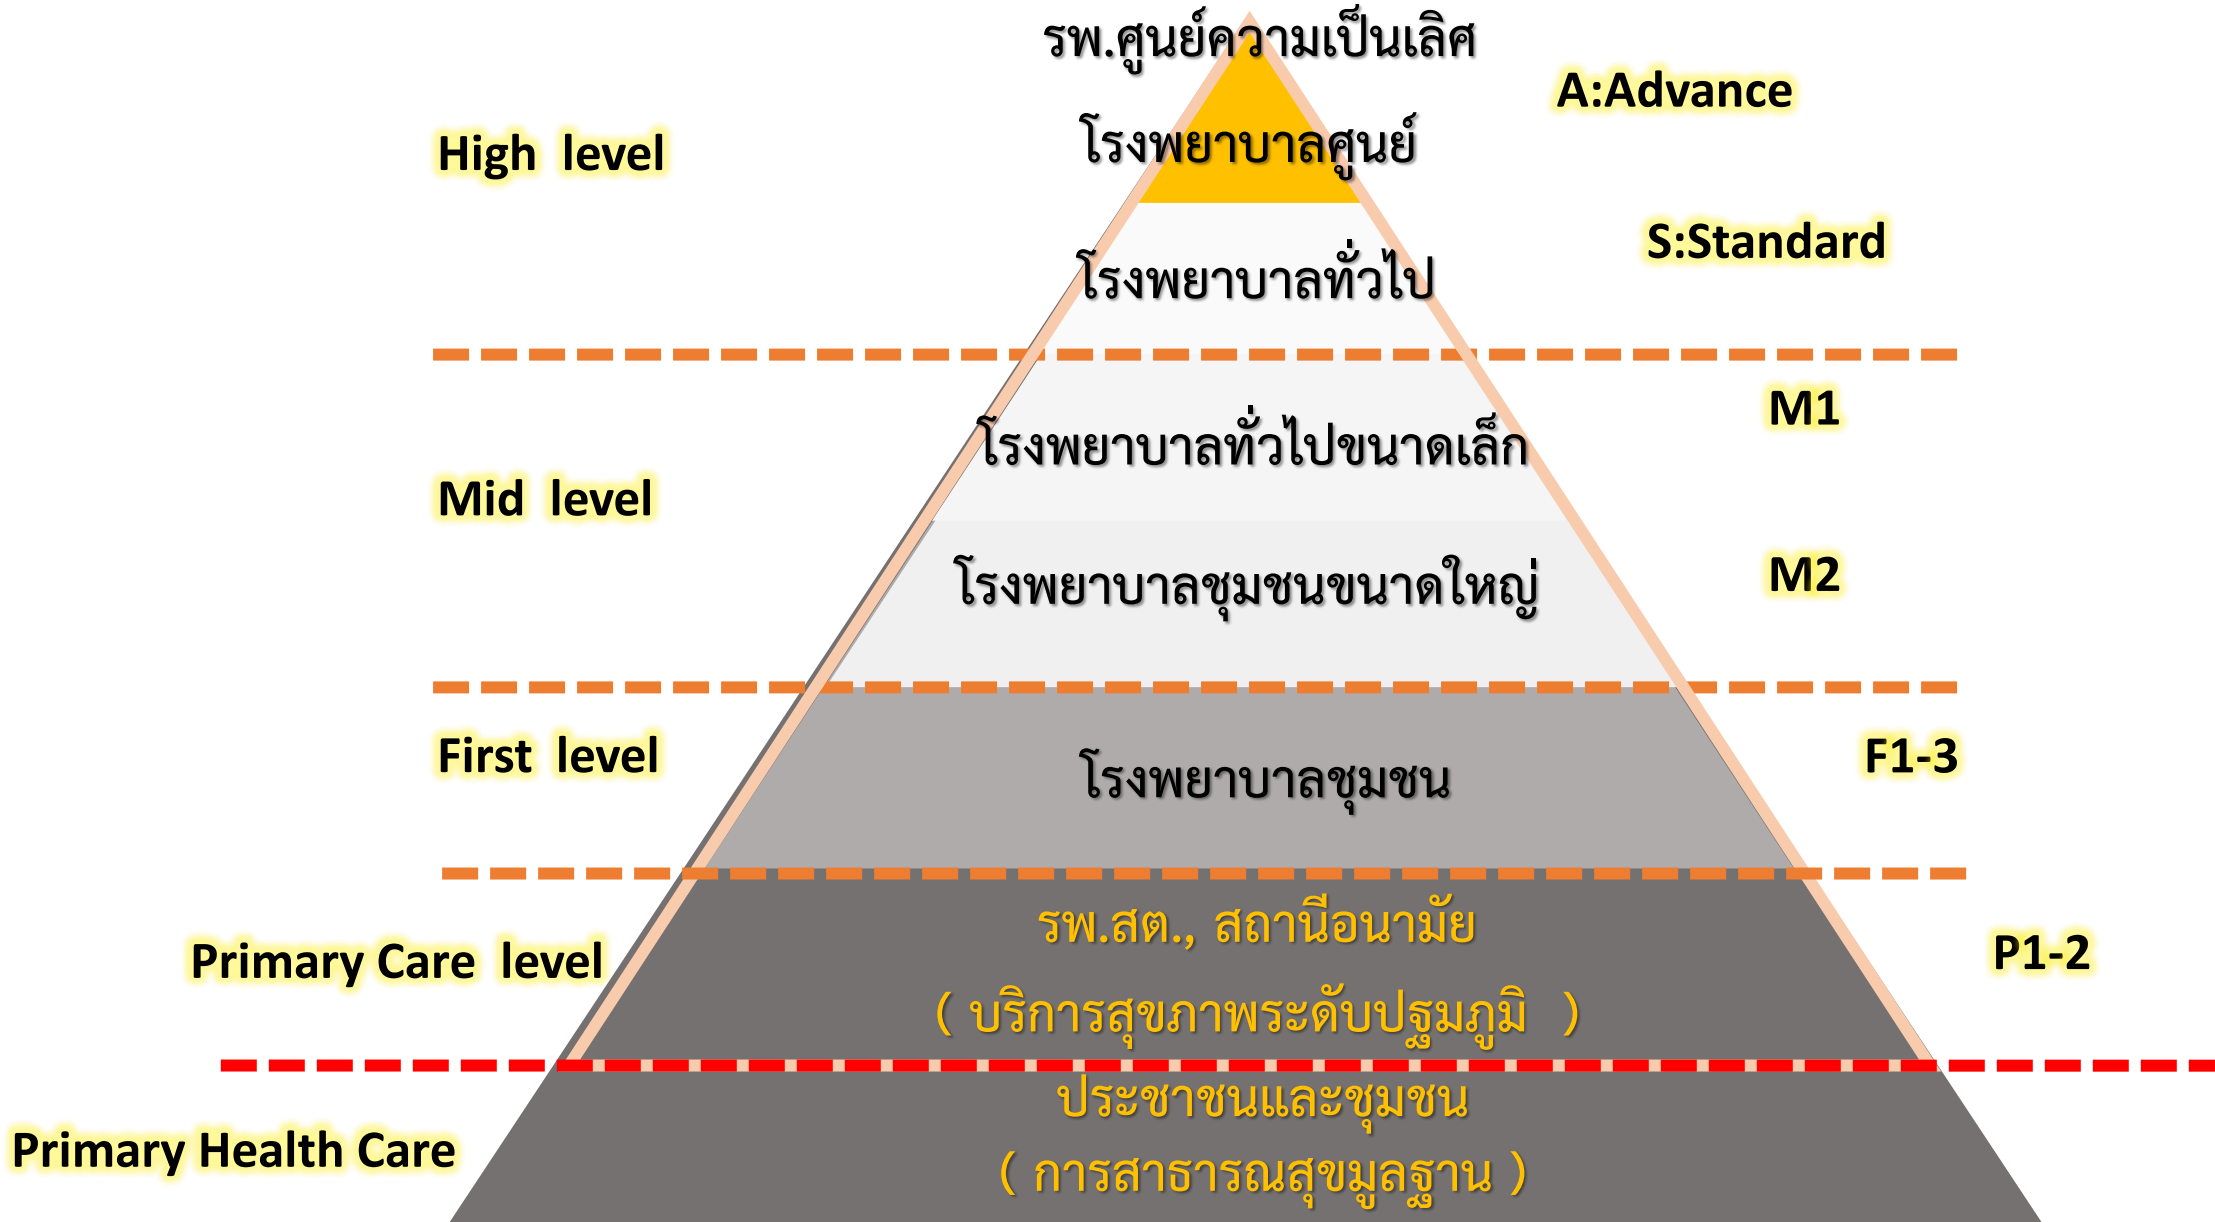 รพ.ศูนย์ความเป็นเลิศ
A:Advance
High level
โรงพยาบาลศูนย์
S:Standard
โรงพยาบาลทั่วไป
M1
โรงพยาบาลทั่วไปขนาดเล็ก
Mid level
M2
โรงพยาบาลชุมชนขนาดใหญ่
First level
F1-3
โรงพยาบาลชุมชน
รพ.สต., สถานีอนามัย
Primary Care level
P1-2
( บริการสุขภาพระดับปฐมภูมิ )
ประชาชนและชุมชน
Primary Health Care
( การสาธารณสุขมูลฐาน )